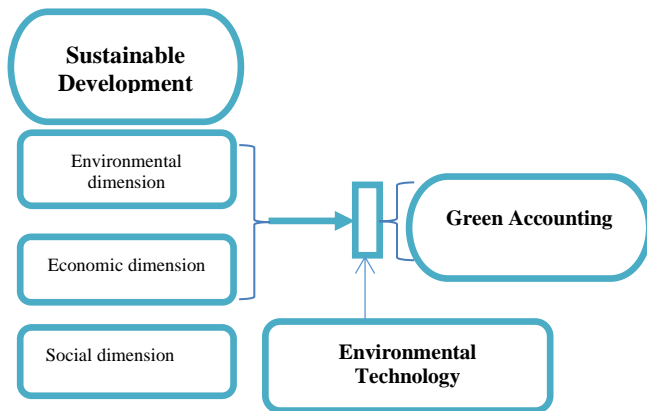 Sustainable
Development
Environmental
dimension
Economic dimension
Social dimension
Green Accounting
Environmental
Technology